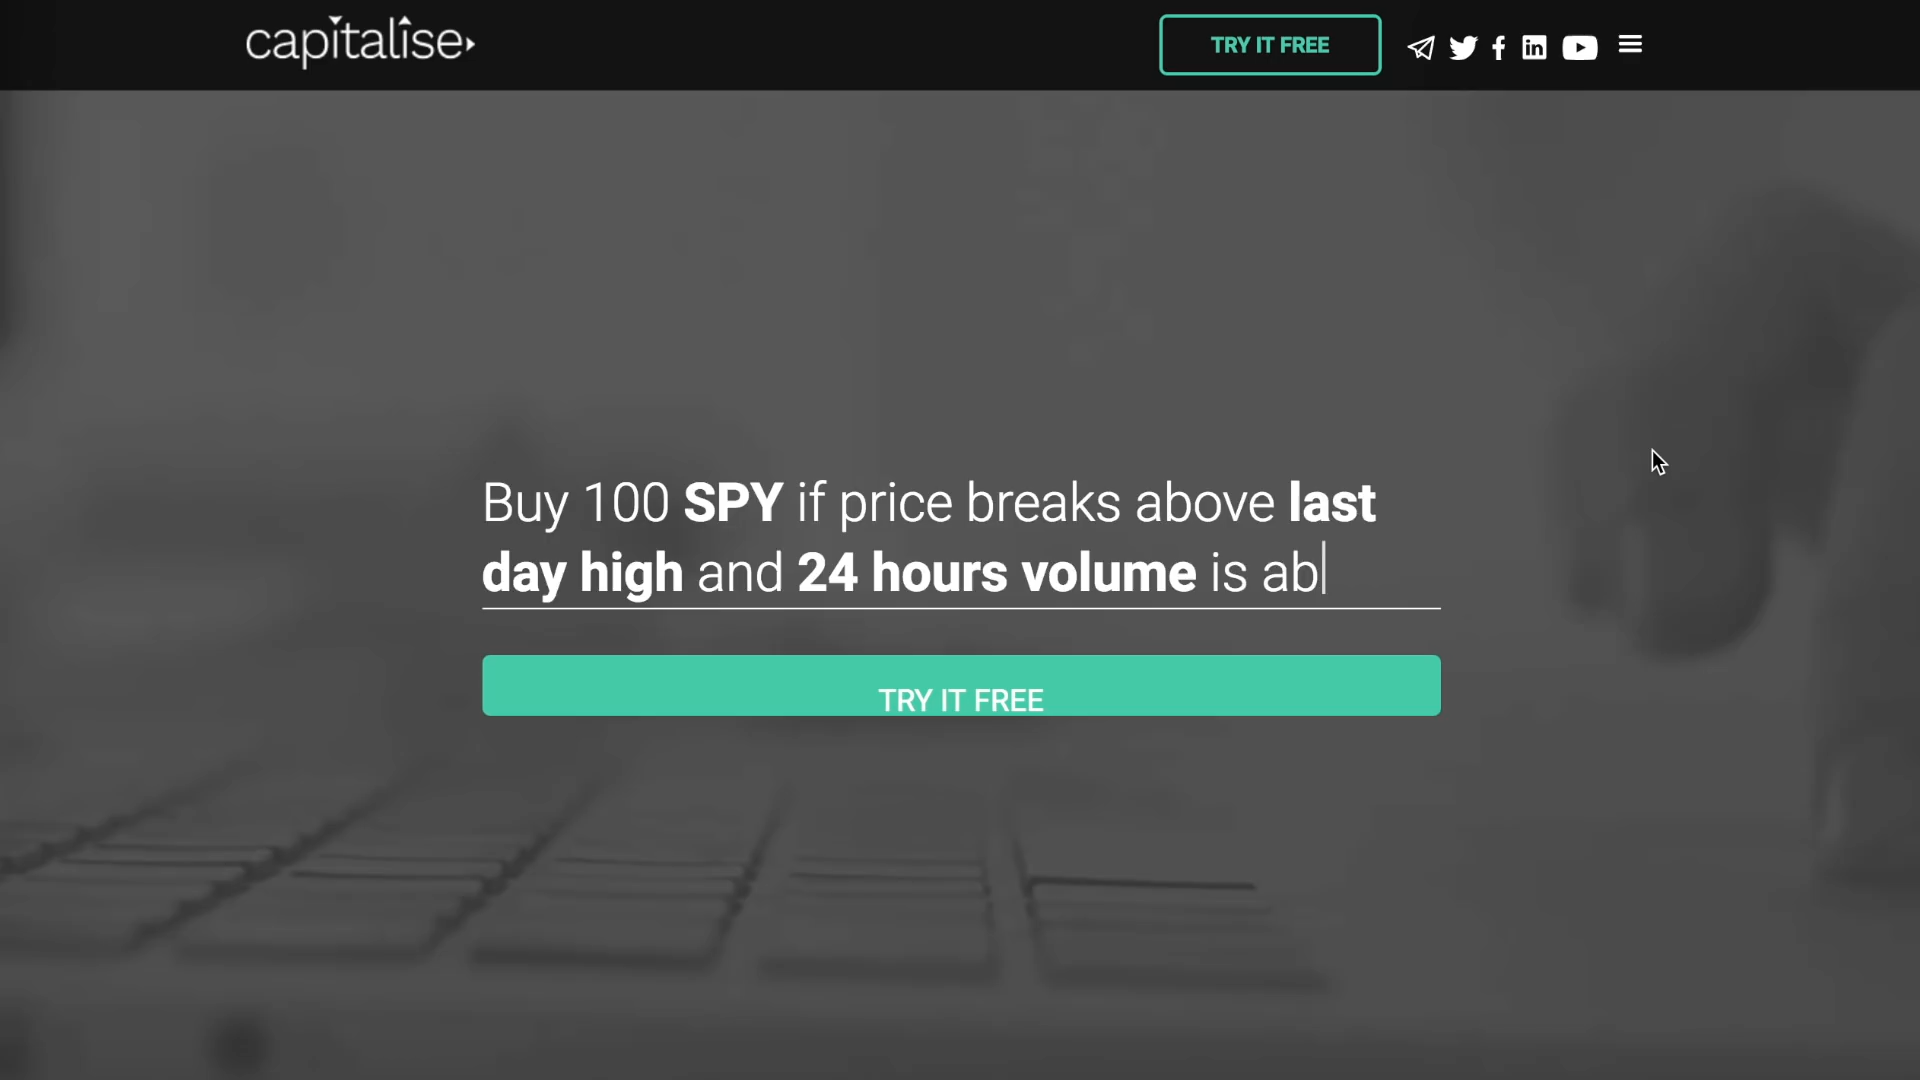 capitalise
TRY IT FREE
Buy 100 SPY if price breaks above last
day high and 24 hours volume is ab
TRY IT FREE